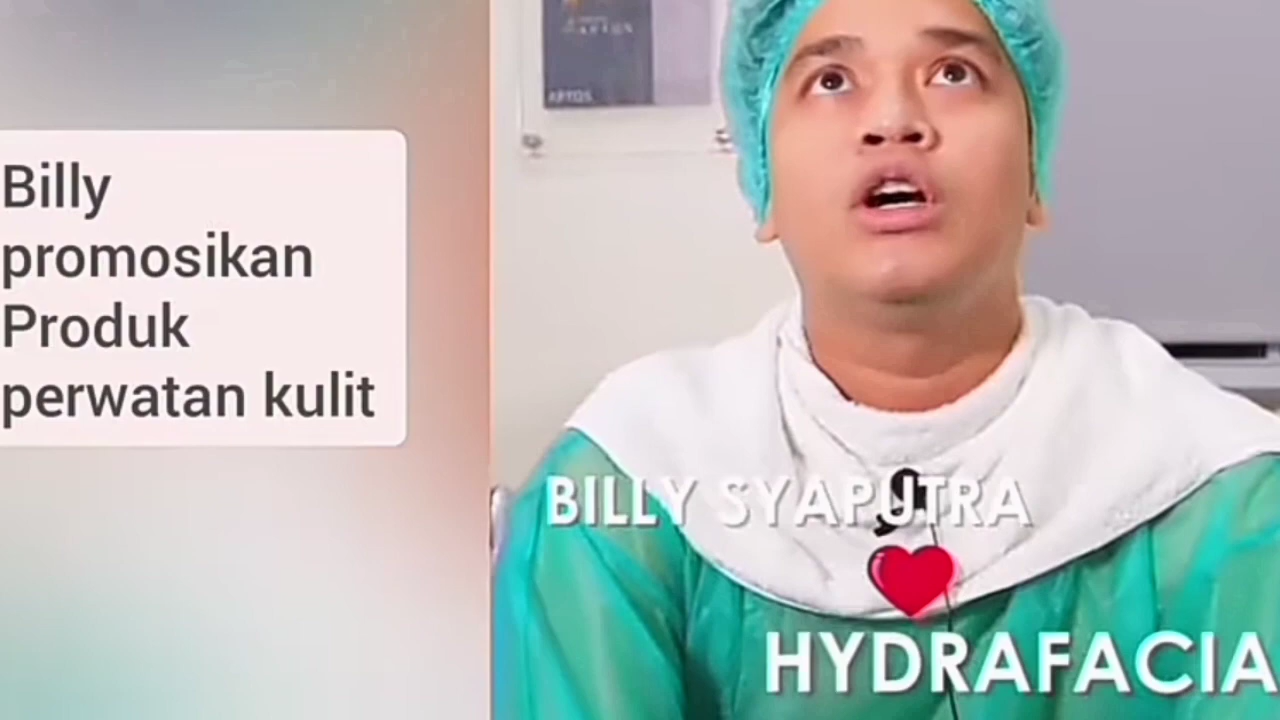 Billy
promosikan
Produk
perwatan kulit
BILLY SYAPUTRA
HYDRAFACIA